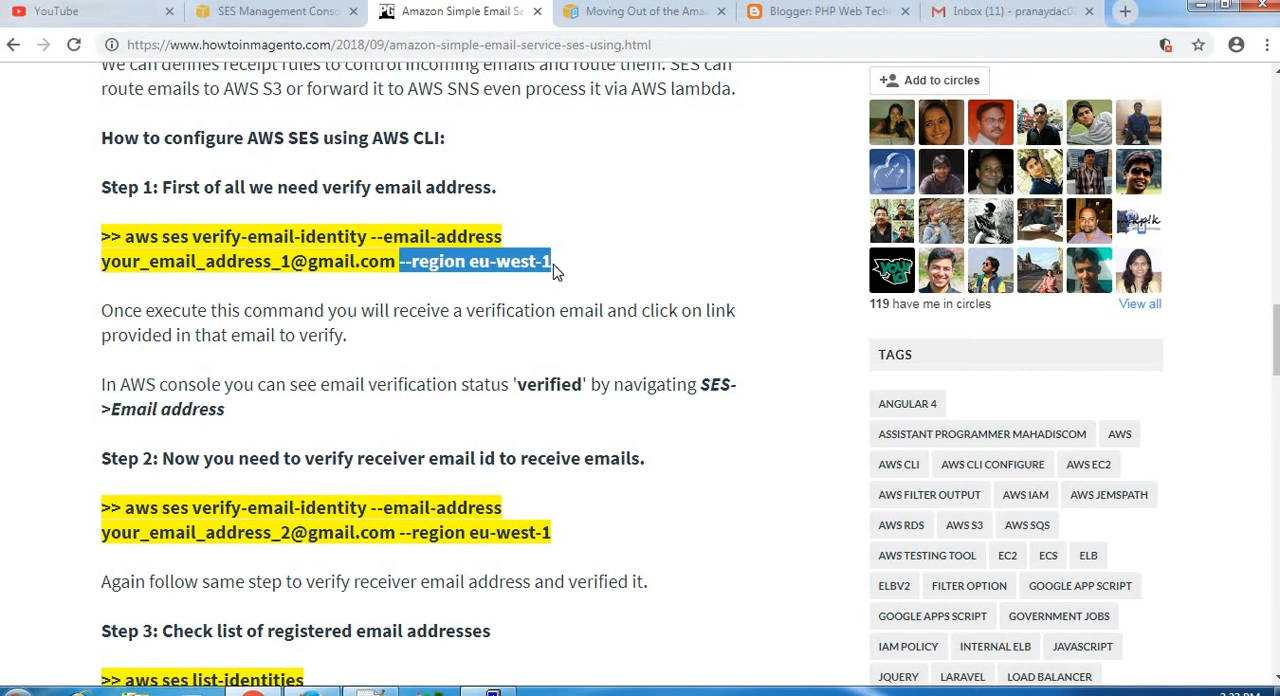 YouTube
SES Management Conso
Amazon Simple Email Se
Moving Out of the Ama
Blogger: PHP Web Tech
Inbox (11) - pranaydac0
https://www.howtoinmagento.com/2018/09/amazon-simple-email-service-ses-using.html
We can defines receipt rules to control incoming emails and route them. SES can
route emails to AWS S3 or forward it to AWS SNS even process it via AWS lambda.
How to configure AWS SES using AWS CLI:
Step 1: First of all we need verify email address.
>> aws ses verify-email-identity --email-address
your_email_address_1@gmail.com --region eu-west-1
Once execute this command you will receive a verification email and click on link
provided in that email to verify.
In AWS console you can see email verification status 'verified' by navigating SES-
>Email address
Step 2: Now you need to verify receiver email id to receive emails.
>> aws ses verify-email-identity --email-address
your_email_address_2@gmail.com --region eu-west-1
Again follow same step to verify receiver email address and verified it.
Step 3: Check list of registered email addresses
>> aws ses list-identities
Add to circles
119 have me in circles
View all
TAGS
ANGULAR 4
ASSISTANT PROGRAMMER MAHADISCOM AWS
AWS CLI AWS CLI CONFIGURE AWS EC2
AWS FILTER OUTPUT AWS IAM AWS JEMSPATH
AWS RDS AWS S3 AWS SQS
AWS TESTING TOOL EC2 ECS ELB
ELBV2 FILTER OPTION GOOGLE APP SCRIPT
GOOGLE APPS SCRIPT GOVERNMENT JOBS
IAM POLICY INTERNAL ELB JAVASCRIPT
JQUERY LARAVEL LOAD BALANCER